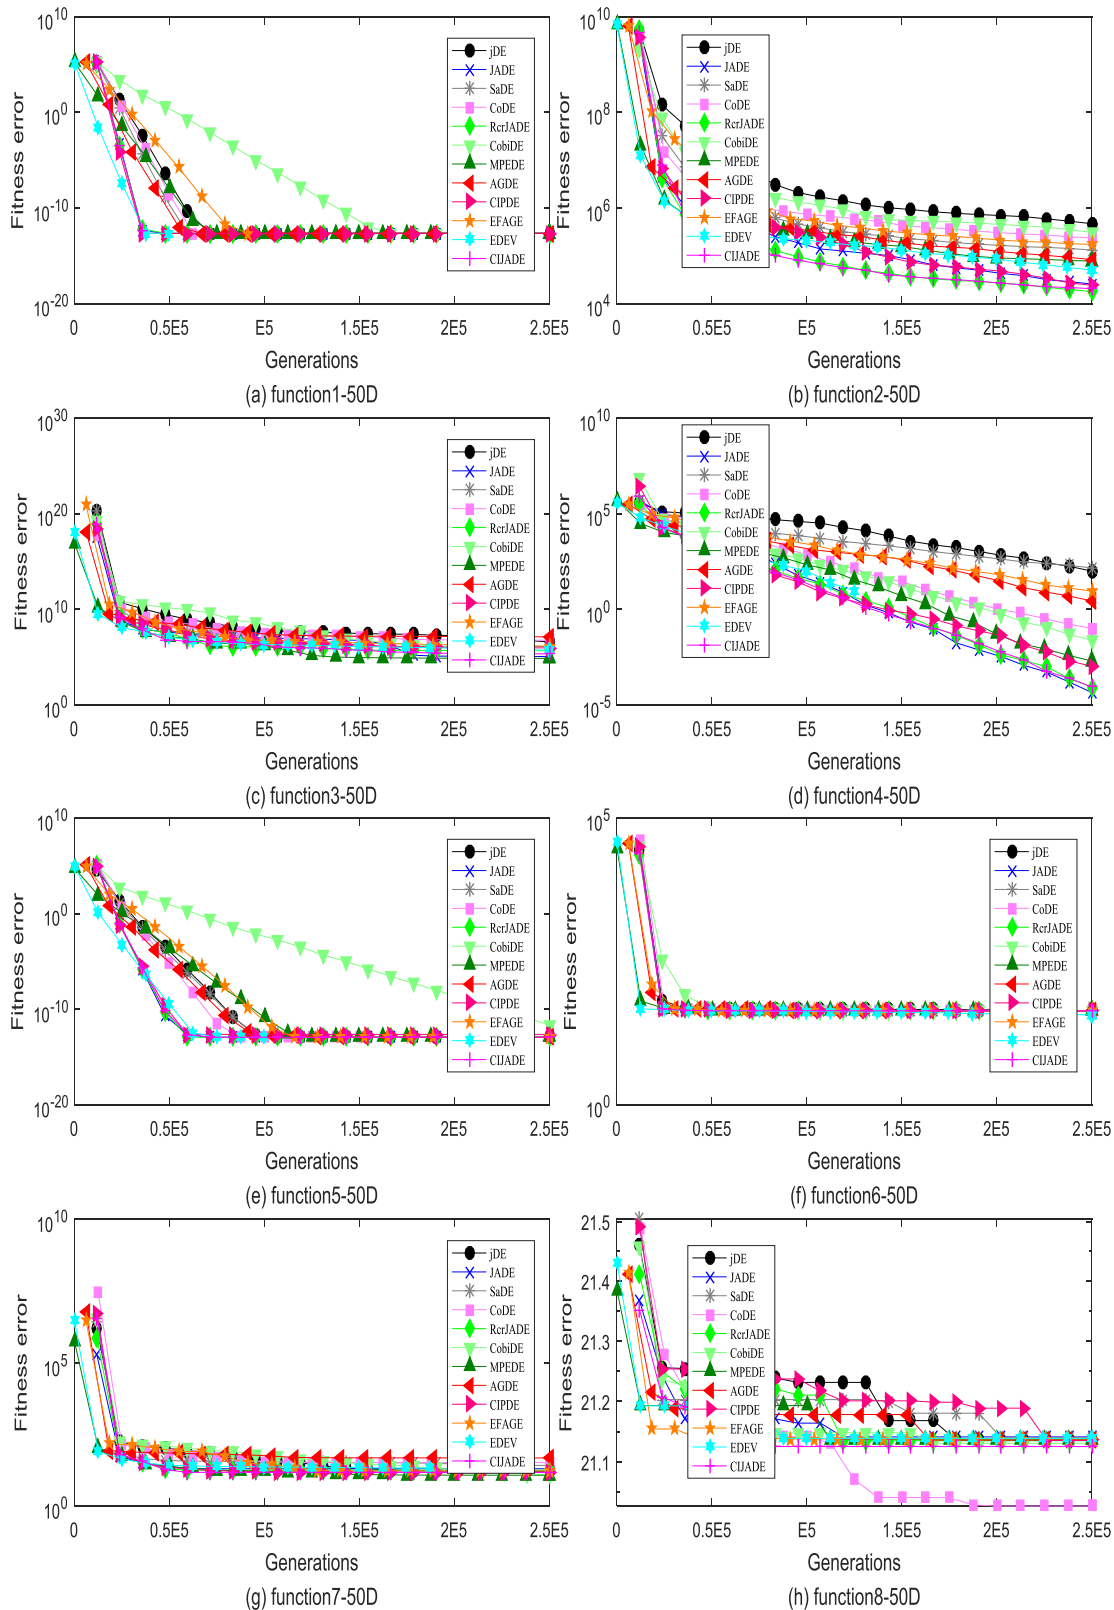 10^10
10^0
10^-10
10^-20
Fitness error
0
0.5E5
E5
1.5E5
2E5
2.5E5
Generations
jDE
JADE
SaDE
CoDE
RcrJADE
CobiDE
MPEDE
AGDE
CIPDE
EFAGE
EDEV
CIJADE
(a) function1-50D
10^10
10^8
10^6
10^4
Fitness error
0
0.5E5
E5
1.5E5
2E5
2.5E5
Generations
jDE
JADE
SaDE
CoDE
RcrJADE
CobiDE
MPEDE
AGDE
CIPDE
EFAGE
EDEV
CIJADE
(b) function2-50D
10^30
10^20
10^10
10^0
Fitness error
0
0.5E5
E5
1.5E5
2E5
2.5E5
Generations
jDE
JADE
SaDE
CoDE
RcrJADE
CobiDE
MPEDE
AGDE
CIPDE
EFAGE
EDEV
CIJADE
(c) function3-50D
10^10
10^5
10^0
10^-5
Fitness error
0
0.5E5
E5
1.5E5
2E5
2.5E5
Generations
jDE
JADE
SaDE
CoDE
RcrJADE
CobiDE
MPEDE
AGDE
CIPDE
EFAGE
EDEV
CIJADE
(d) function4-50D
10^10
10^0
10^-10
10^-20
Fitness error
0
0.5E5
E5
1.5E5
2E5
2.5E5
Generations
jDE
JADE
SaDE
CoDE
RcrJADE
CobiDE
MPEDE
AGDE
CIPDE
EFAGE
EDEV
CIJADE
(e) function5-50D
10^5
10^0
Fitness error
0
0.5E5
E5
1.5E5
2E5
2.5E5
Generations
jDE
JADE
SaDE
CoDE
RcrJADE
CobiDE
MPEDE
AGDE
CIPDE
EFAGE
EDEV
CIJADE
(f) function6-50D
10^10
10^5
10^0
Fitness error
0
0.5E5
E5
1.5E5
2E5
2.5E5
Generations
jDE
JADE
SaDE
CoDE
RcrJADE
CobiDE
MPEDE
AGDE
CIPDE
EFAGE
EDEV
CIJADE
(g) function7-50D
21.5
21.4
21.3
21.2
21.1
Fitness error
0
0.5E5
E5
1.5E5
2E5
2.5E5
Generations
jDE
JADE
SaDE
CoDE
RcrJADE
CobiDE
MPEDE
AGDE
CIPDE
EFAGE
EDEV
CIJADE
(h) function8-50D